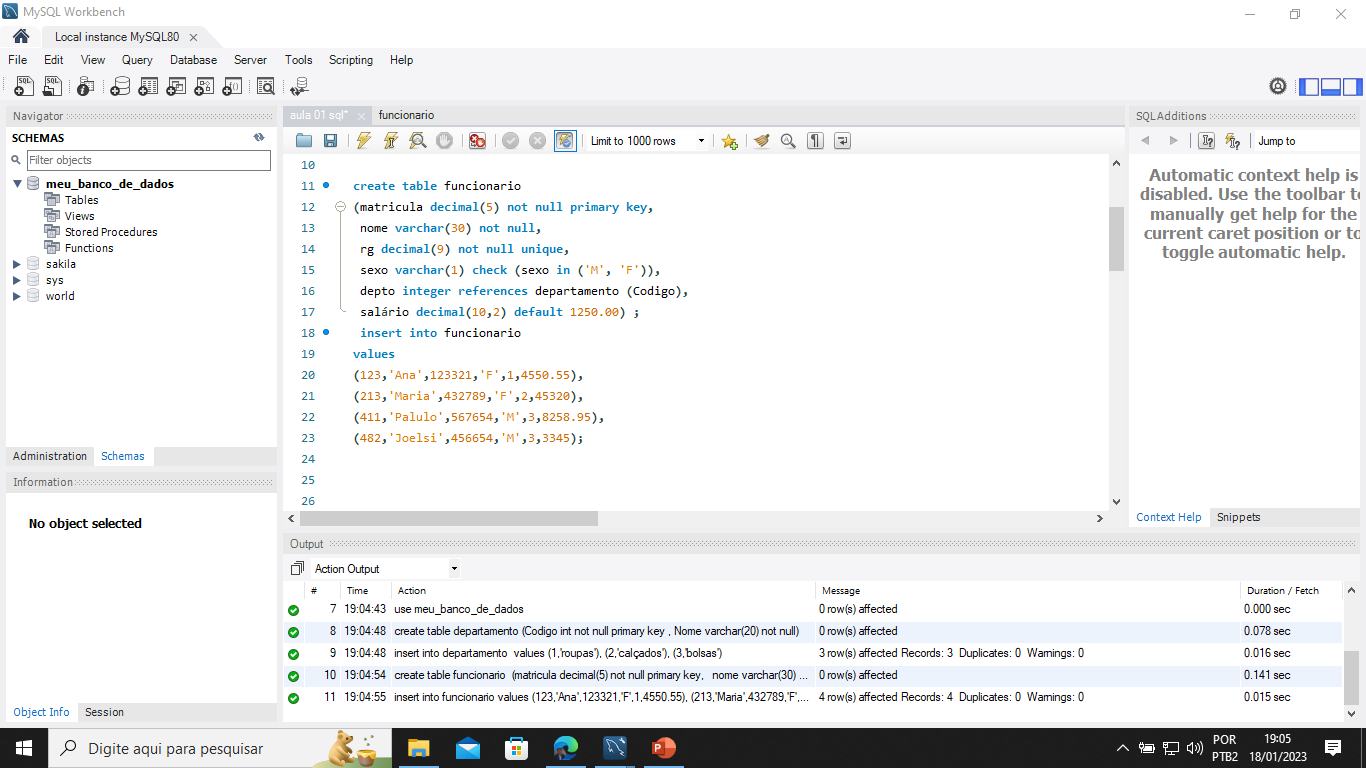 MySQL Workbench
Local instance MySQL80
File Edit View Query Database Server Tools Scripting Help
Navigator
SCHEMAS
Filter objects
meu_banco_de_dados
Tables
Views
Stored Procedures
Functions
sakila
sys
world
Administration Schemas
Information
No object selected
Object Info Session
aula 01 sql* funcionario
Limit to 1000 rows
10
11 create table funcionario
12 (matricula decimal(5) not null primary key,
13 nome varchar(30) not null,
14 rg decimal(9) not null unique,
15 sexo varchar(1) check (sexo in ('M', 'F')),
16 depto integer references departamento (Codigo),
17 salário decimal(10,2) default 1250.00) ;
18 insert into funcionario
19 values
20 (123,'Ana',123321,'F',1,4550.55),
21 (213,'Maria',432789,'F',2,45320),
22 (411,'Palulo',567654,'M',3,8258.95),
23 (482,'Joelsi',456654,'M',3,3345);
24
25
26
SQLAdditions
Jump to
Automatic context help is
disabled. Use the toolbar to
manually get help for the
current caret position or to
toggle automatic help.
Context Help Snippets
Output
Action Output
# Time Action Message Duration / Fetch
7 19:04:43 use meu_banco_de_dados 0 row(s) affected 0.000 sec
8 19:04:48 create table departamento (Codigo int not null primary key , Nome varchar(20) not null) 0 row(s) affected 0.078 sec
9 19:04:48 insert into departamento values (1,'roupas'), (2,'calçados'), (3,'bolsas') 3 row(s) affected Records: 3 Duplicates: 0 Warnings: 0 0.016 sec
10 19:04:54 create table funcionario (matricula decimal(5) not null primary key, nome varchar(30) ... 0 row(s) affected 0.141 sec
11 19:04:55 insert into funcionario values (123,'Ana',123321,'F',1,4550.55), (213,'Maria',432789,'F',... 4 row(s) affected Records: 4 Duplicates: 0 Warnings: 0 0.015 sec
Digite aqui para pesquisar
POR
PTB2
19:05
18/01/2023